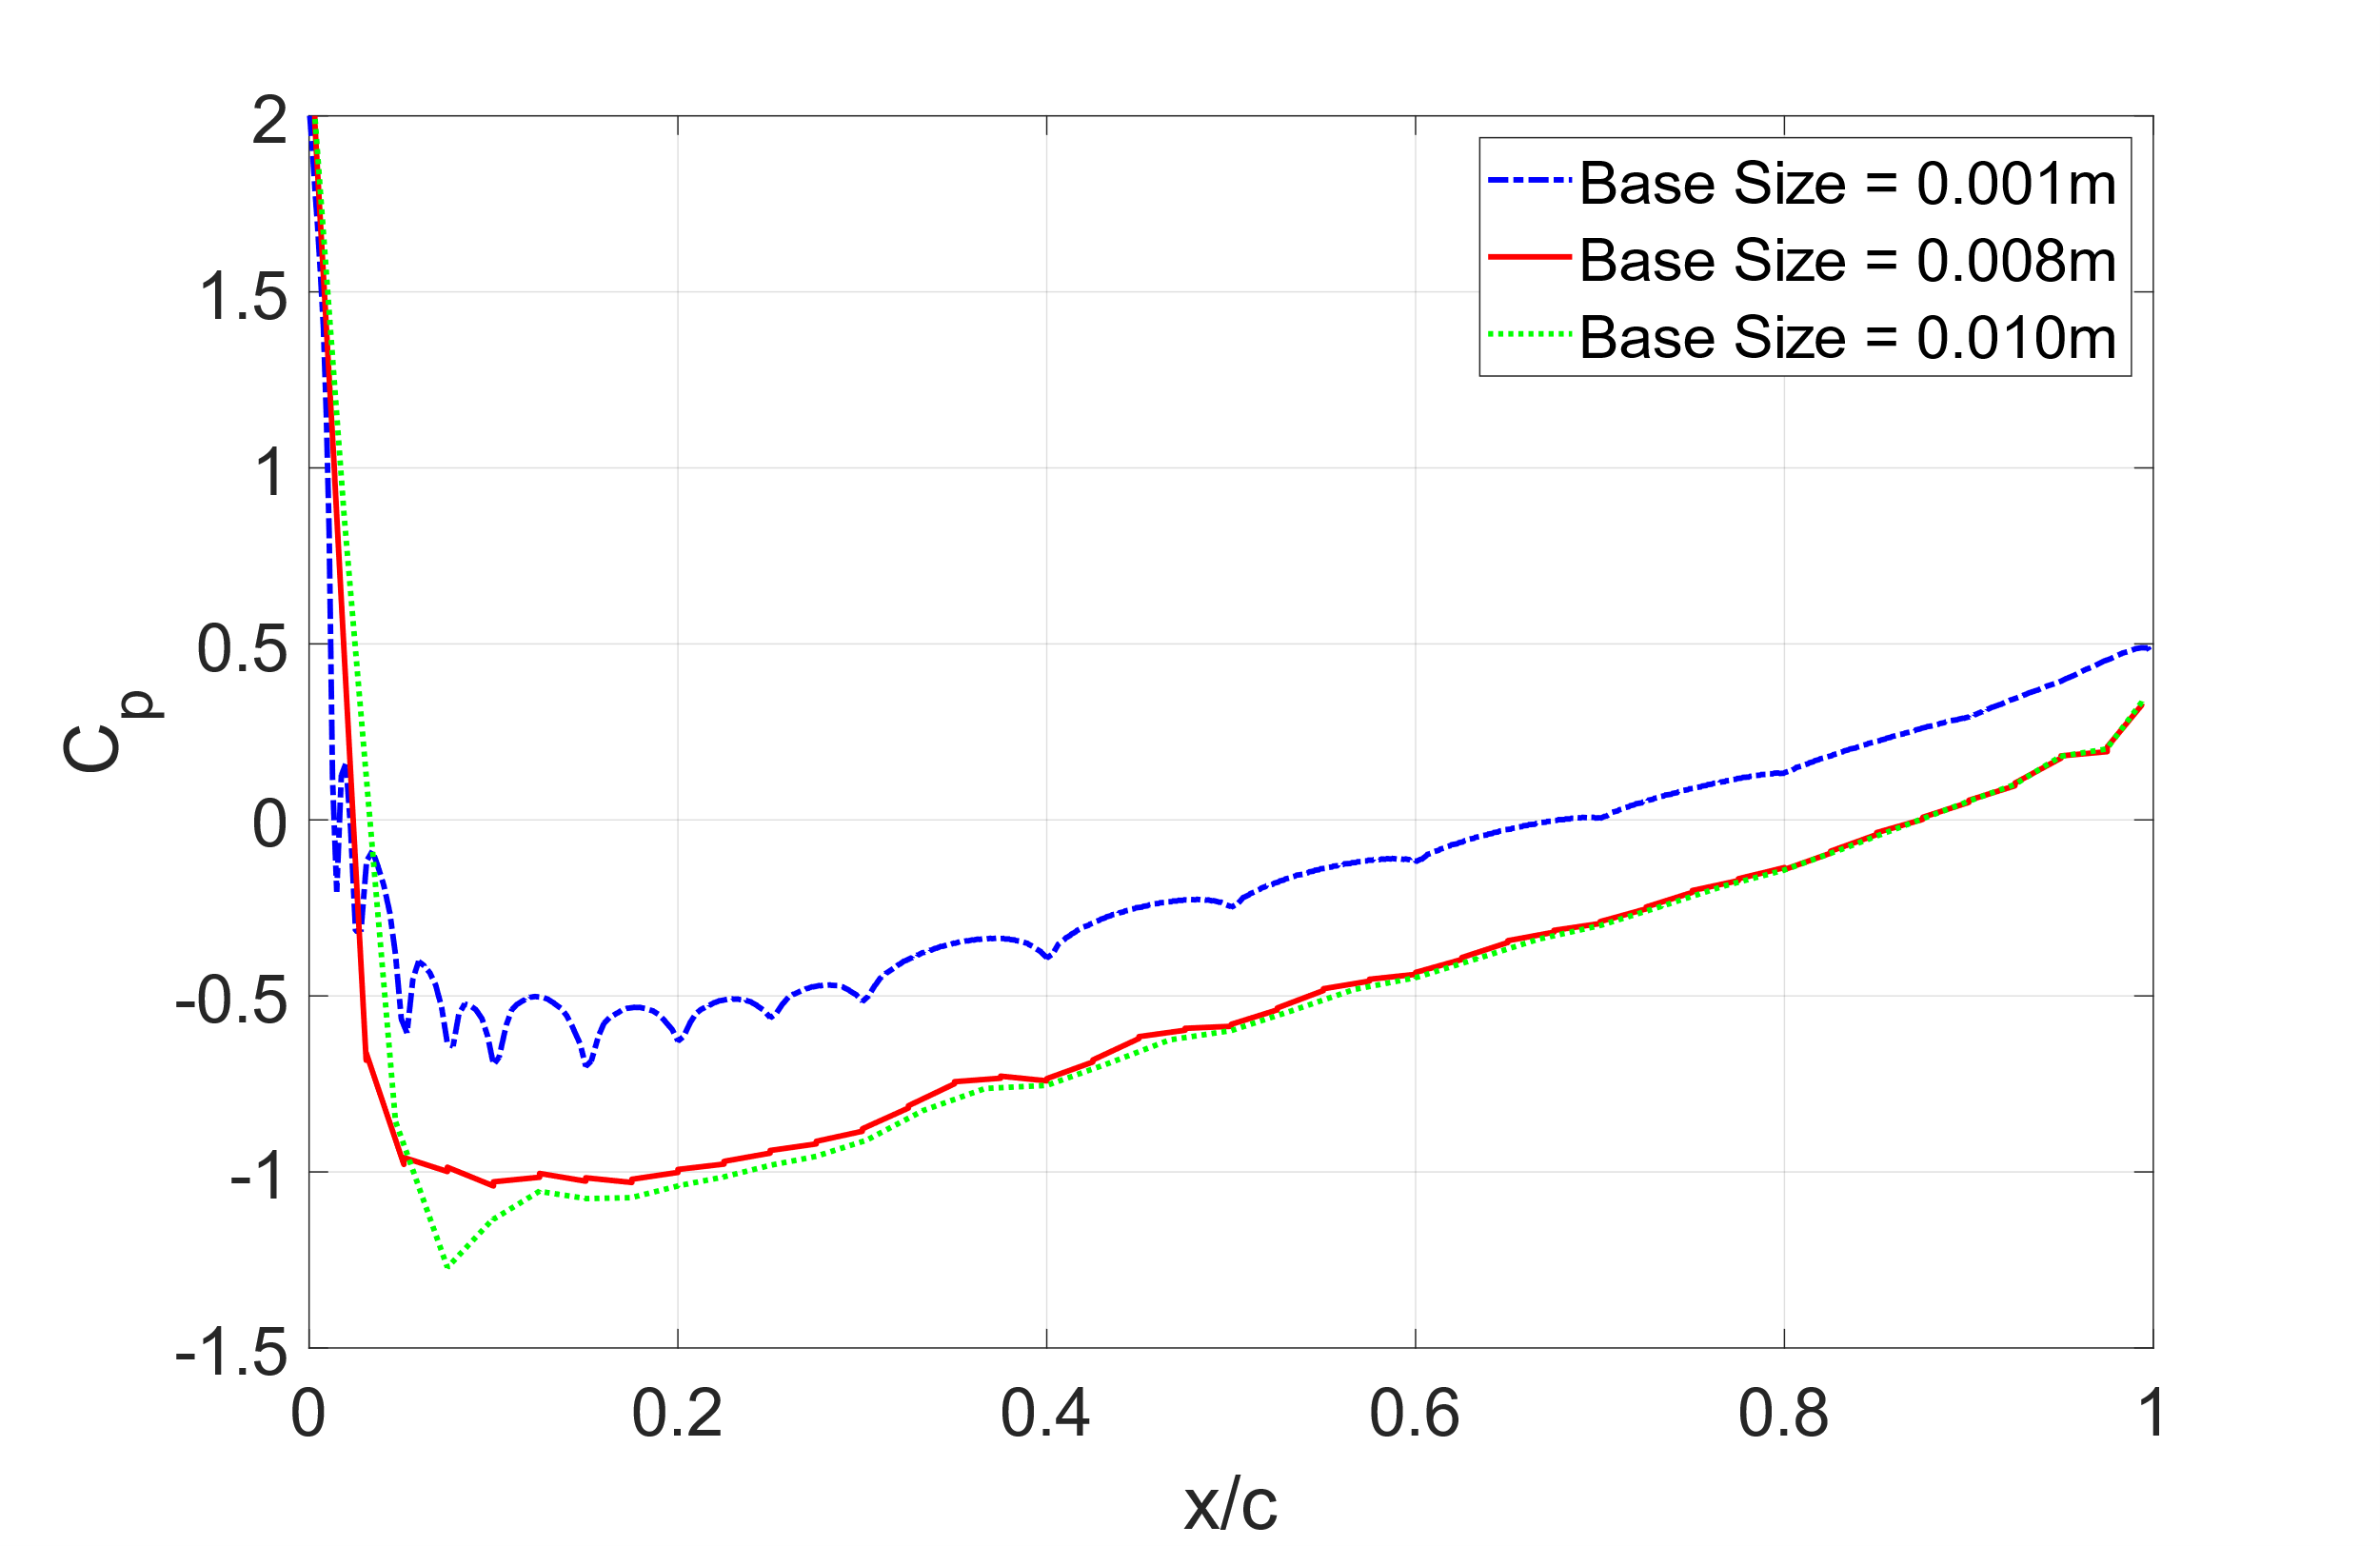 2
1.5
1
0.5
0
-0.5
-1
-1.5
C_p
0 0.2 0.4 0.6 0.8 1
x/c
Base Size = 0.001m
Base Size = 0.008m
Base Size = 0.010m